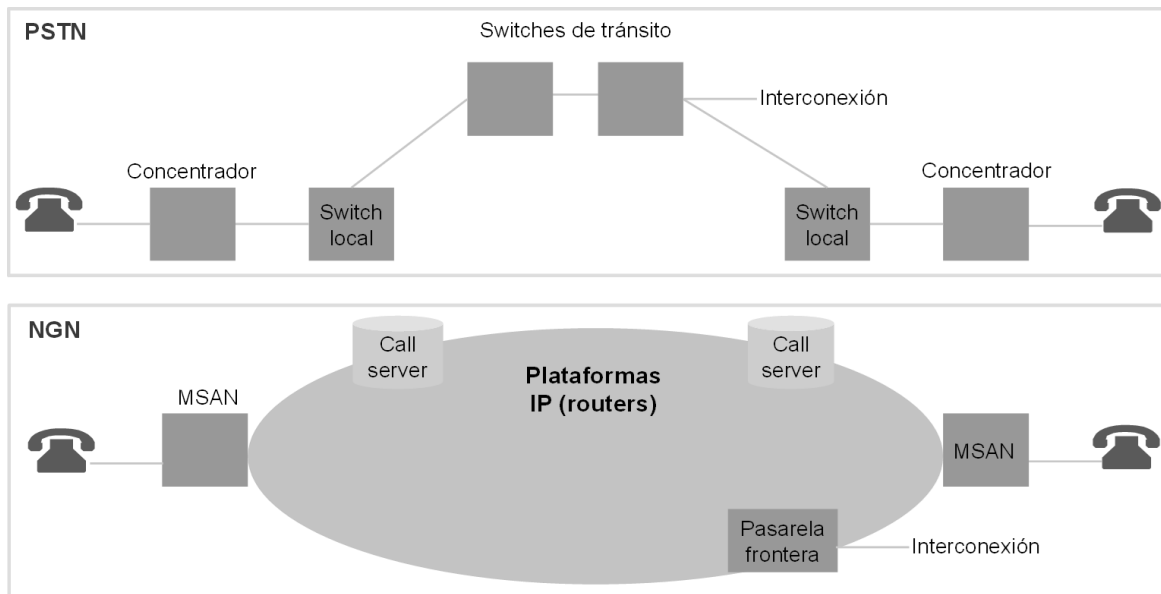 PSTN
Switches de tránsito
Interconexión
Concentrador
Concentrador
Switch
local
Switch
local
NGN
Call
server
Call
server
Plataformas
IP (routers)
MSAN
MSAN
Pasarela
frontera
Interconexión